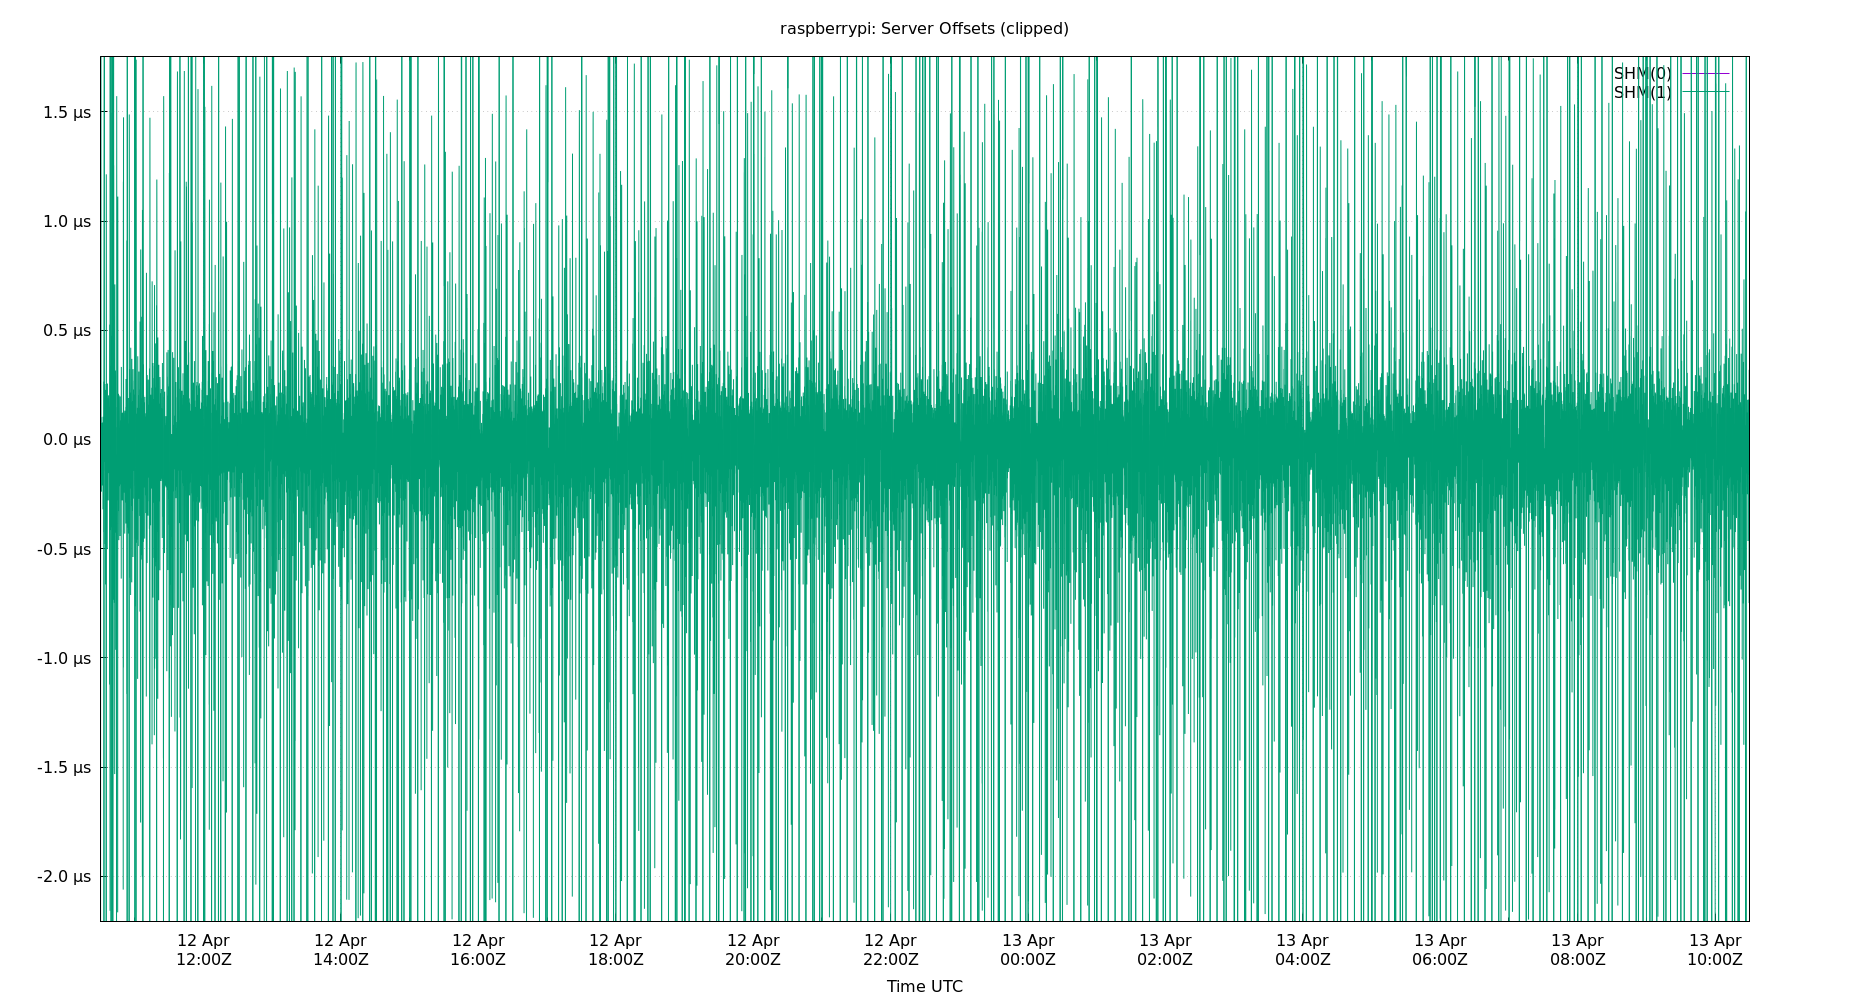 raspberrypi: Server Offsets (clipped)
SHM(0)
SHM(1)
1.5 µs
1.0 µs
0.5 µs
0.0 µs
-0.5 µs
-1.0 µs
-1.5 µs
-2.0 µs
12 Apr 12 Apr 12 Apr 12 Apr 12 Apr 12 Apr 13 Apr 13 Apr 13 Apr 13 Apr 13 Apr 13 Apr
12:00Z 14:00Z 16:00Z 18:00Z 20:00Z 22:00Z 00:00Z 02:00Z 04:00Z 06:00Z 08:00Z 10:00Z
Time UTC